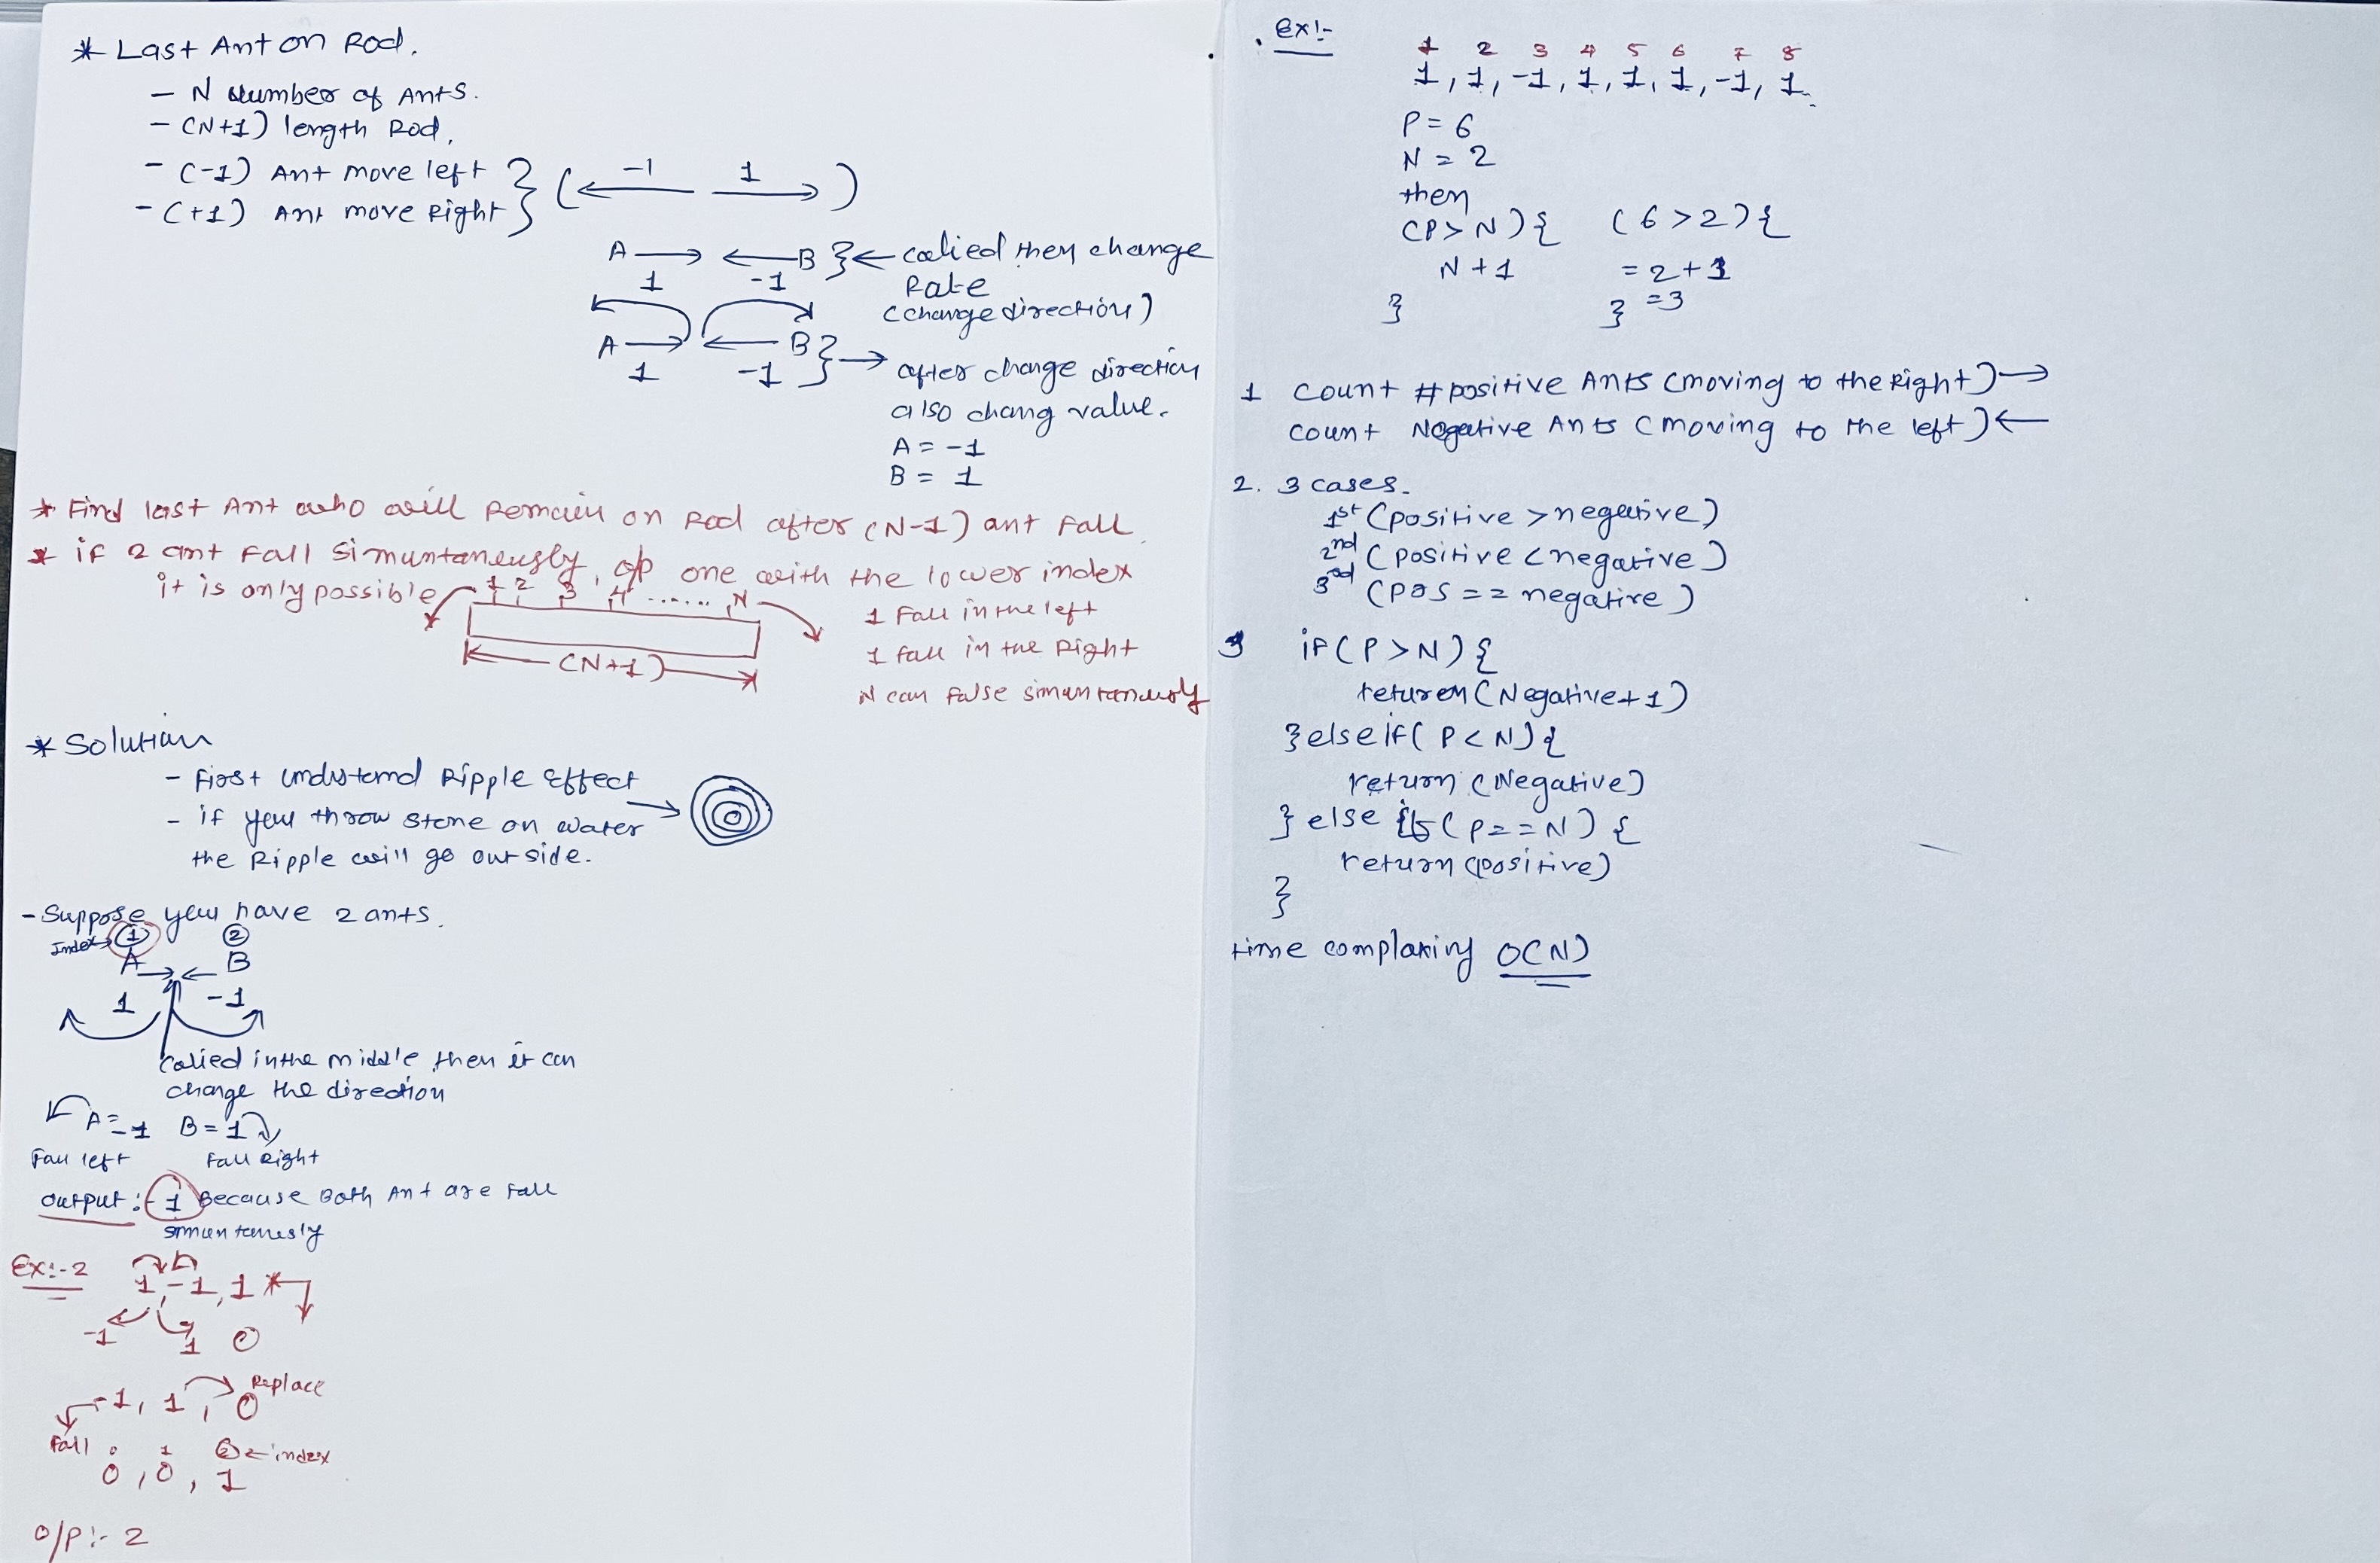 * Last Ant on Rod.
- N Number of Ants.
- (N+1) length Rod.
- (-1) Ant move left } ( -1 1 )
- (+1) Ant move Right
A B } ← colied then change
1 -1 Rate
(change direction)
A B } → after change direction
1 -1 also chang value.
A = -1
B = 1
* Find last Ant who will Remain on Rod after (N-1) ant Fall
* if 2 ant Fall Simuntaneusly, o/p one with the lower index
it is only possible 1 2 3 4 ...... N
1 Fall in the left
1 fall in the Right
(N+1)
N can false simuntanously
* Solution
- First undustemd Ripple Effect
- if you throw stone on water
the Ripple will go out side.
- Suppose you have 2 ants.
Index→ 1 2
A → ← B
1 -1
Colied in the middle then it can
change the direction
A = -1 B = 1
Fall left Fall Right
output :- 1 Because Both Ant are Fall
simuntenesly
Ex:-2 1, -1, 1 *
-1 1 0
-1, 1, 0 Replace
Fall 0 1 2 ← index
0, 0, 1
O/P :- 2
Ex:-
1 2 3 4 5 6 7 8
1, 1, -1, 1, 1, 1, -1, 1.
P = 6
N = 2
then
(P > N) { (6 > 2) {
N + 1 = 2 + 1
} } = 3
1 Count # positive Ants (moving to the Right) →
count Negative Ants (moving to the left) ←
2. 3 cases.
1st (positive > negative)
2nd (positive < negative)
3rd (pos == negative)
3 if (P > N) {
return (Negative + 1)
} else if ( P < N) {
return (Negative)
} else if (P == N) {
return (positive)
}
time complaxivy O(N)